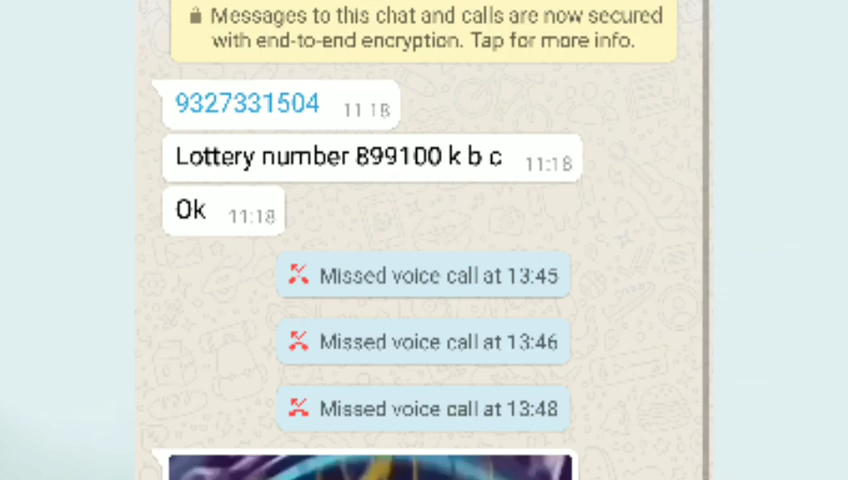 Messages to this chat and calls are now secured
with end-to-end encryption. Tap for more info.
9327331504 11:18
Lottery number 899100 k b c 11:18
Ok 11:18
Missed voice call at 13:45
Missed voice call at 13:46
Missed voice call at 13:48